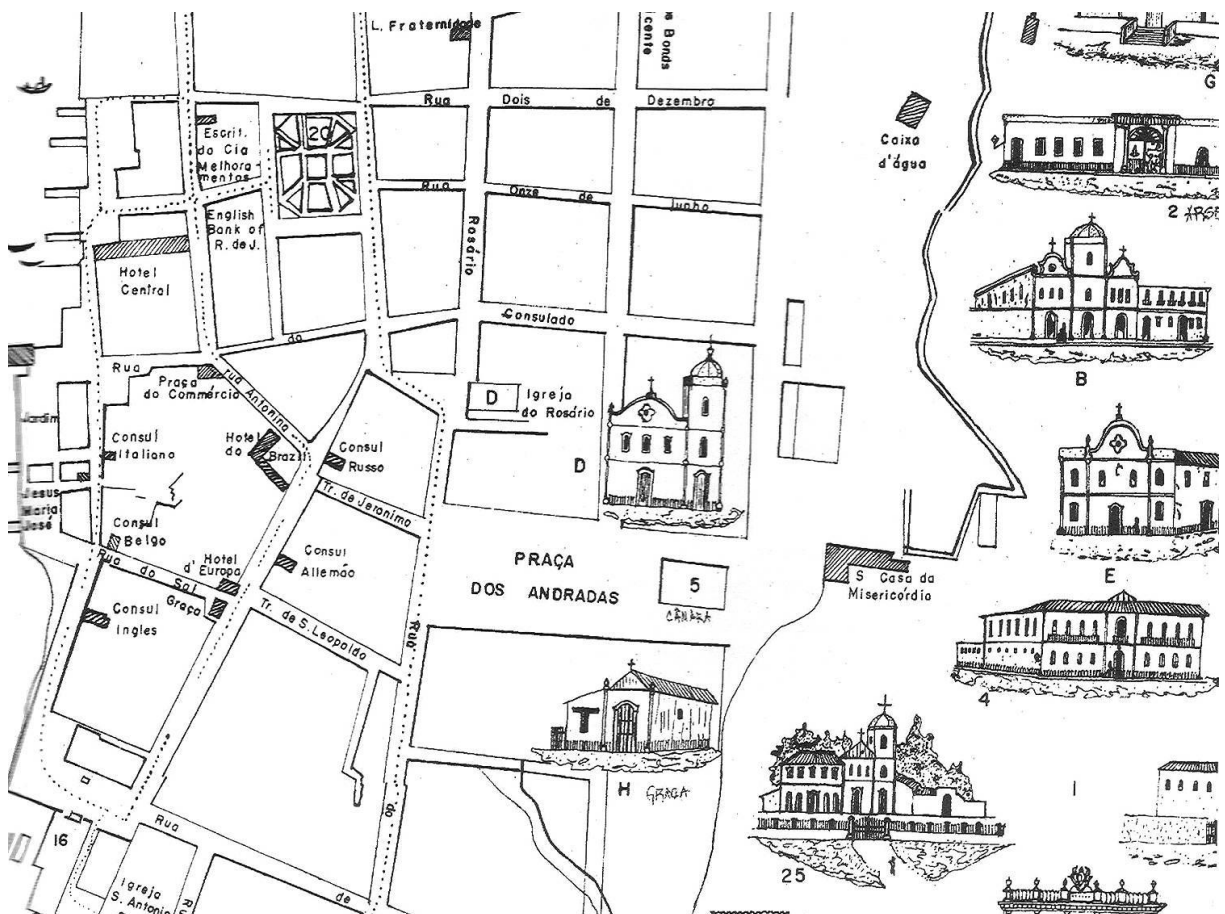 L. Fraternidade
Bonds
icente
Rua Dois de Dezembro
G
20
Escrit.
da Cia
Melhora-
mentos
Caixa
d'água
Rua Onze de Junho
2
English
Bank of
R. de J.
Rosário
Hotel
Central
Consulado
do
B
Rua
Praça
do Commércio
rua Antonina
D
Igreja
do Rosário
Jardim
Consul
Italiano
Hotel
do Brazil
Consul
Russo
D
Jesus
Maria
José
Tr. de Jeronimo
Consul
Belgo
Rua do Sal
Hotel
d' Europa
Consul
Allemão
PRAÇA
DOS ANDRADAS
5
CÂMARA
S Casa da
Misericórdia
E
Graça
Tr. de S. Leopoldo
Rua
Consul
Ingles
4
H GRAÇA
1
do
Rua
16
de
25
Igreja
S. Antonio